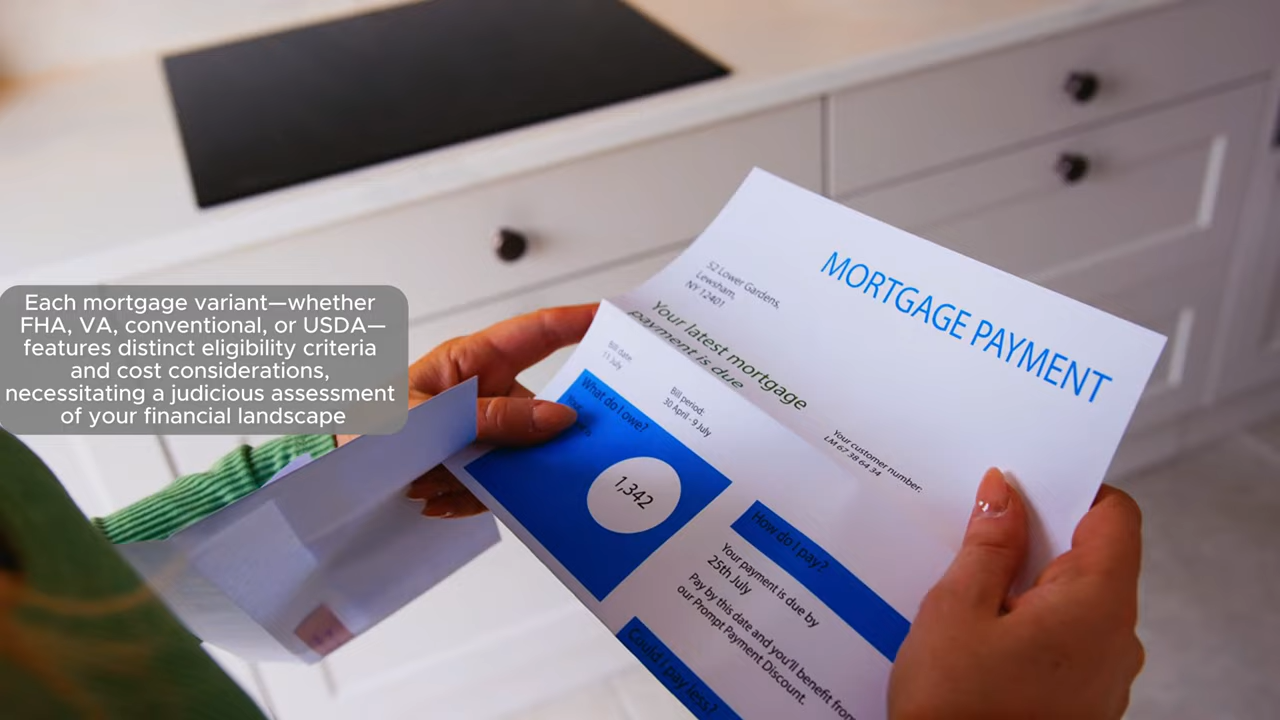 Each mortgage variant—whether
FHA, VA, conventional, or USDA—
features distinct eligibility criteria
and cost considerations,
necessitating a judicious assessment
of your financial landscape
MORTGAGE PAYMENT
52 Lower Gardens,
Lewsham,
NY 12401
Your latest mortgage
payment is due
Bill date:
11 July
Bill period:
30 April - 9 July
Your customer number:
LM 67 38 64 34
What do I owe?
1,342
How do I pay?
Your payment is due by
25th July
Pay by this date and you'll benefit from
our Prompt Payment Discount.
Could I pay less?